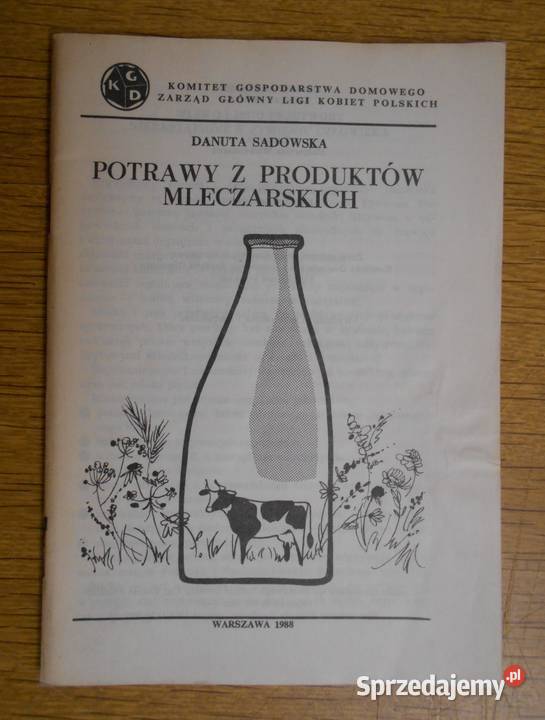 KGD
KOMITET GOSPODARSTWA DOMOWEGO
ZARZĄD GŁÓWNY LIGI KOBIET POLSKICH
DANUTA SADOWSKA
POTRAWY Z PRODUKTÓW
MLECZARSKICH
WARSZAWA 1988
Sprzedajemy.pl